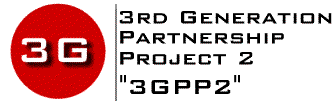 3G
3RD GENERATION
PARTNERSHIP
PROJECT 2
"3GPP2"